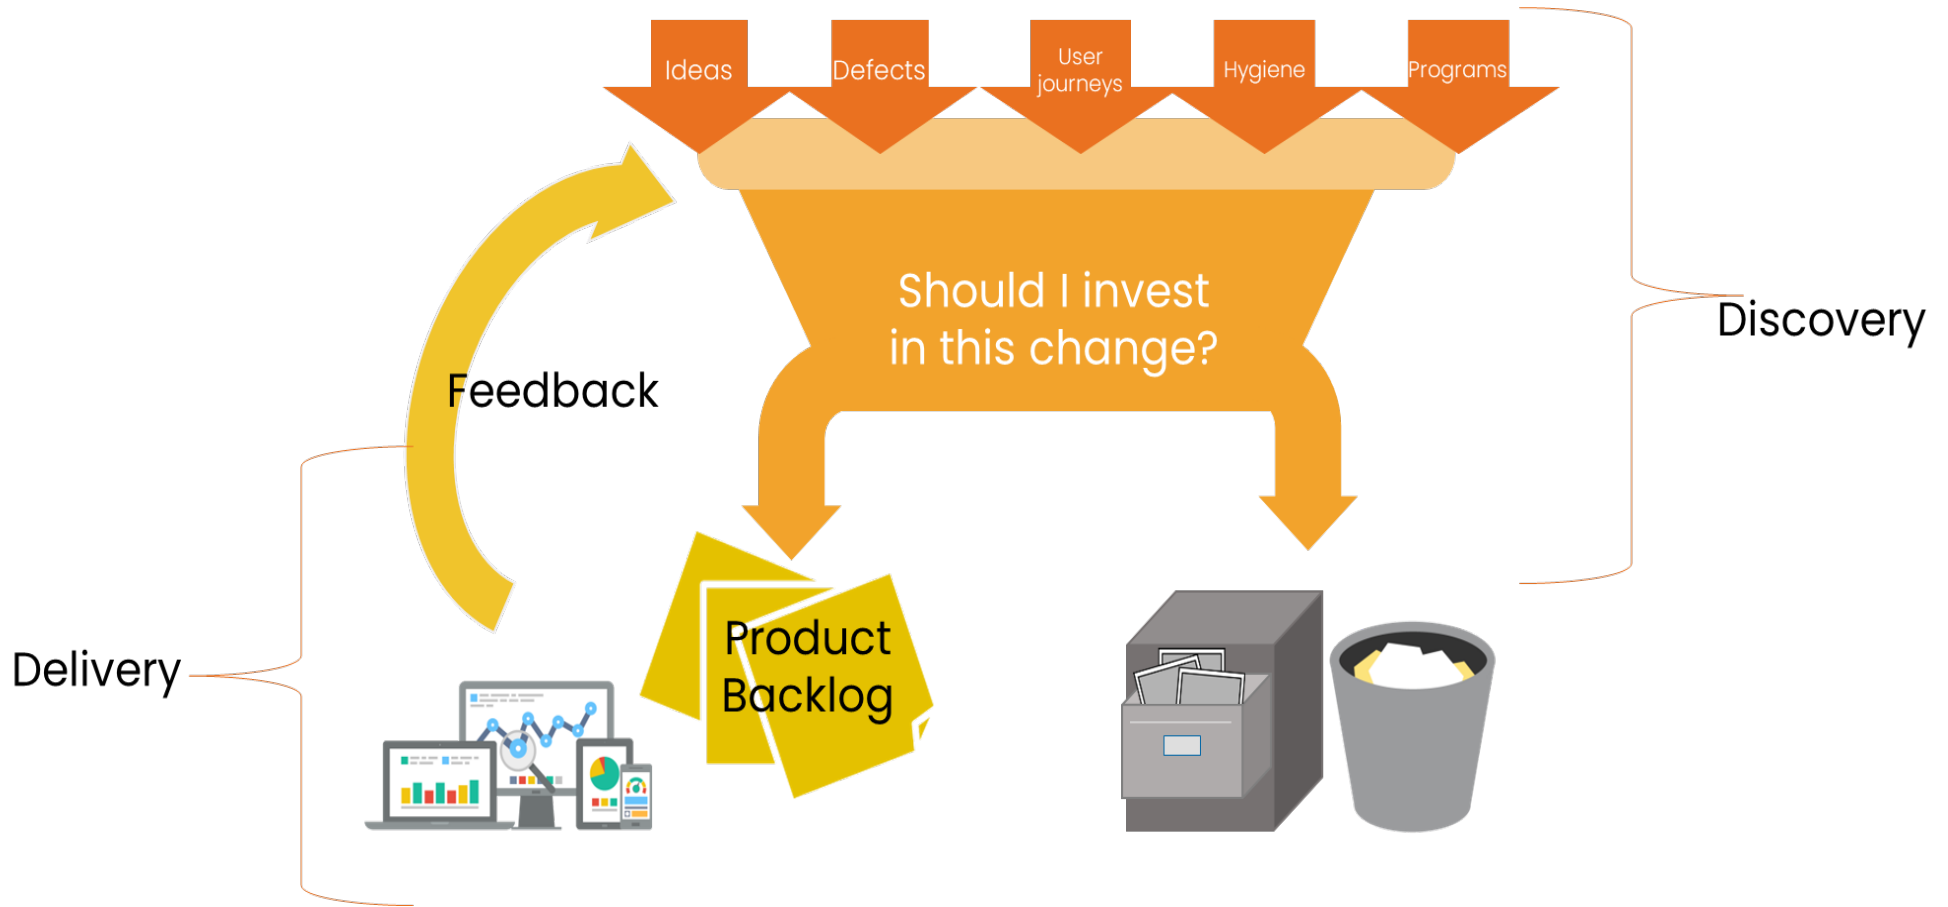 Ideas
Defects
User
journeys
Hygiene
Programs
Should I invest
in this change?
Discovery
Feedback
Delivery
Product
Backlog